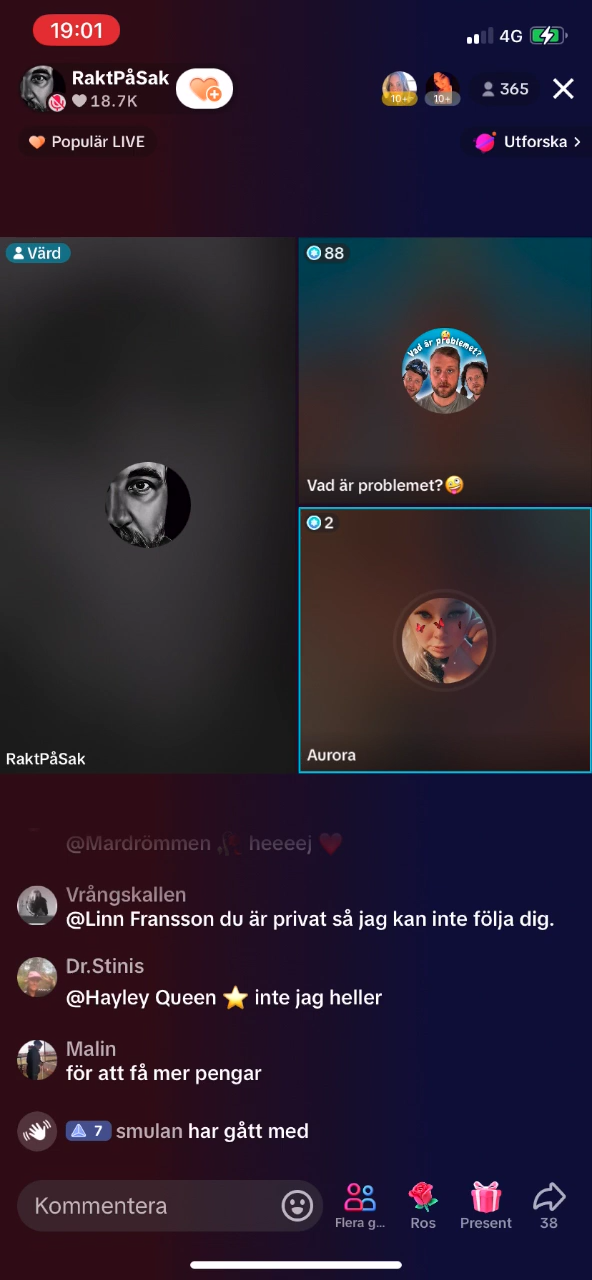 19:01
4G
RaktPåSak
18.7K
10+
10+
365
Populär LIVE
Utforska >
Värd
88
Vad är problemet?
Vad är problemet?🤪
2
RaktPåSak
Aurora
@Mardrömmen 🥀 heeeej ❤️
Vrångskallen
@Linn Fransson du är privat så jag kan inte följa dig.
Dr.Stinis
@Hayley Queen ⭐ inte jag heller
Malin
för att få mer pengar
7 smulan har gått med
Kommentera
Flera g...
Ros
Present
38